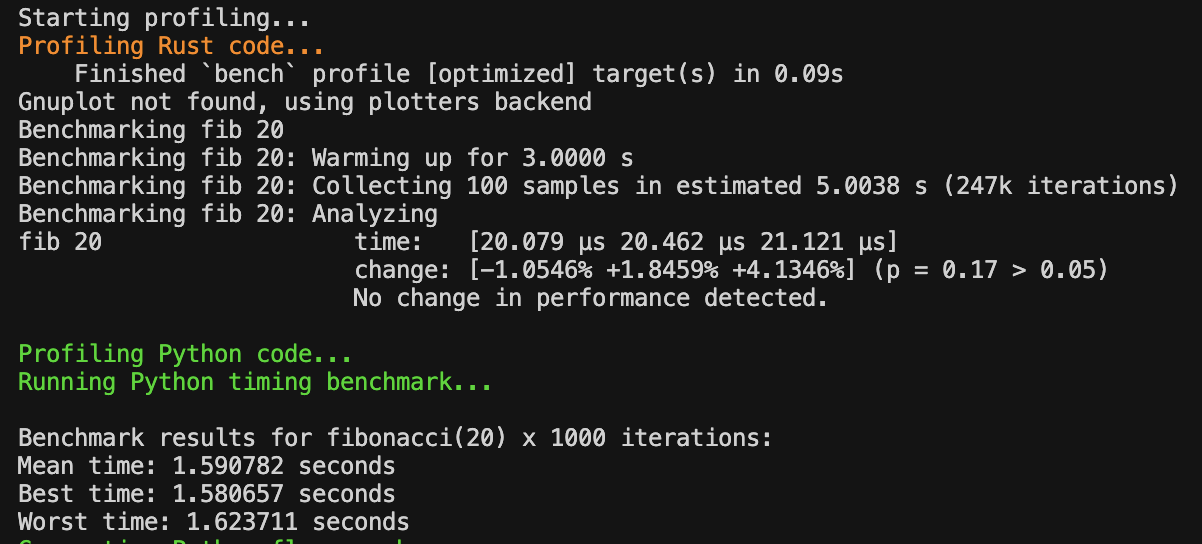 Starting profiling...
Profiling Rust code...
Finished `bench` profile [optimized] target(s) in 0.09s
Gnuplot not found, using plotters backend
Benchmarking fib 20
Benchmarking fib 20: Warming up for 3.0000 s
Benchmarking fib 20: Collecting 100 samples in estimated 5.0038 s (247k iterations)
Benchmarking fib 20: Analyzing
fib 20                  time:   [20.079 µs 20.462 µs 21.121 µs]
                        change: [-1.0546% +1.8459% +4.1346%] (p = 0.17 > 0.05)
                        No change in performance detected.
Profiling Python code...
Running Python timing benchmark...
Benchmark results for fibonacci(20) x 1000 iterations:
Mean time: 1.590782 seconds
Best time: 1.580657 seconds
Worst time: 1.623711 seconds